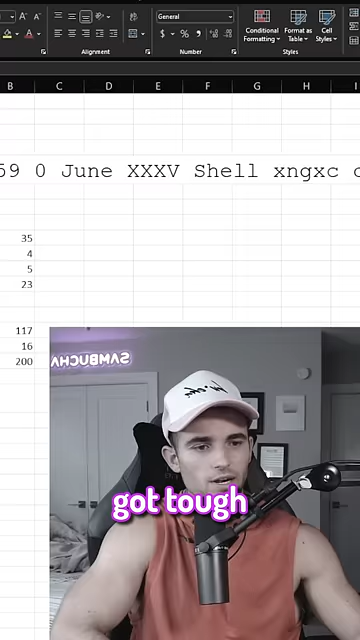 General
$ % 9
Conditional Format as Cell
Formatting Table Styles
Alignment Number Styles
B C D E F G H I
59 0 June XXXV Shell xngxc
35
4
5
23
117
16
200
SAMBUCHA
got tough